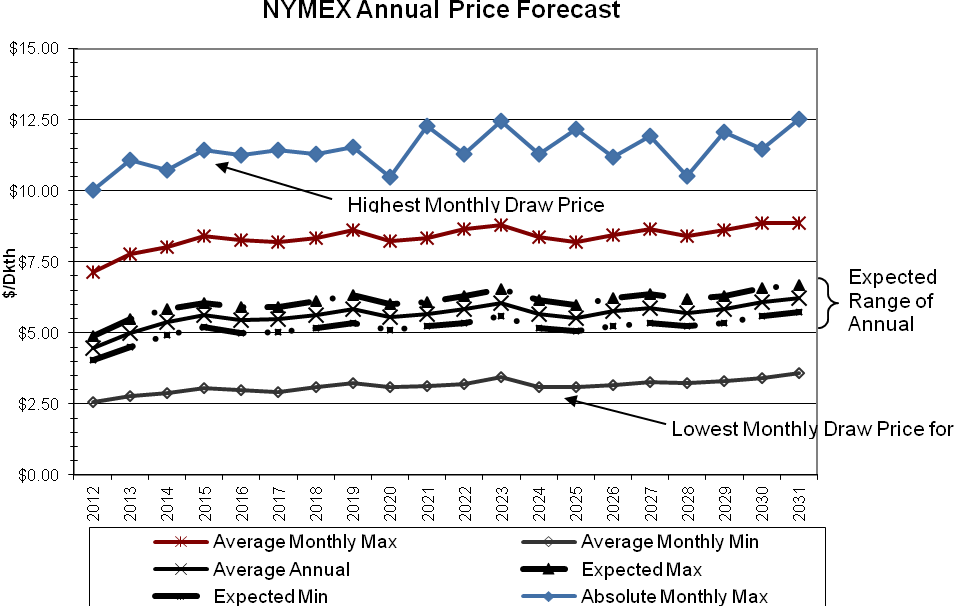 NYMEX Annual Price Forecast
$15.00
$12.50
$10.00
$7.50
$5.00
$2.50
$0.00
$/Dkth
Highest Monthly Draw Price
Expected
Range of
Annual
Lowest Monthly Draw Price for
2012 2013 2014 2015 2016 2017 2018 2019 2020 2021 2022 2023 2024 2025 2026 2027 2028 2029 2030 2031
Average Monthly Max Average Monthly Min
Average Annual Expected Max
Expected Min Absolute Monthly Max